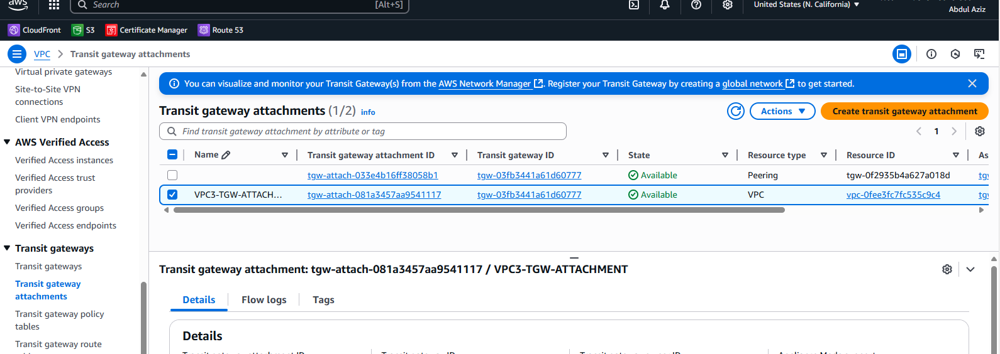 aws
Search
[Alt+S]
United States (N. California)
Abdul Aziz
CloudFront
S3
Certificate Manager
Route 53
VPC
Transit gateway attachments
Virtual private gateways
Site-to-Site VPN
connections
Client VPN endpoints
AWS Verified Access
Verified Access instances
Verified Access trust
providers
Verified Access groups
Verified Access endpoints
Transit gateways
Transit gateways
Transit gateway
attachments
Transit gateway policy
tables
Transit gateway route
You can visualize and monitor your Transit Gateway(s) from the AWS Network Manager. Register your Transit Gateway by creating a global network to get started.
Transit gateway attachments (1/2) info
Actions
Create transit gateway attachment
Find transit gateway attachment by attribute or tag
1
Name Transit gateway attachment ID Transit gateway ID State Resource type Resource ID As
tgw-attach-033e4b16ff38058b1 tgw-03fb3441a61d60777 Available Peering tgw-0f2935b4a627a018d tgw
VPC3-TGW-ATTACH... tgw-attach-081a3457aa9541117 tgw-03fb3441a61d60777 Available VPC vpc-0fee3fc7fc535c9c4 tgw
Transit gateway attachment: tgw-attach-081a3457aa9541117 / VPC3-TGW-ATTACHMENT
Details
Flow logs
Tags
Details